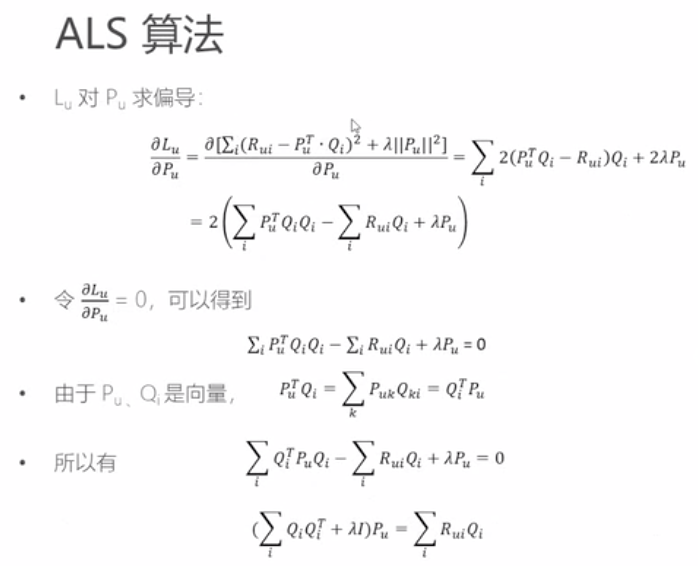 ALS 算法
• Lᵤ 对 Pᵤ 求偏导：
∂Lᵤ/∂Pᵤ = ∂[∑ᵢ(Rᵤᵢ − Pᵤᵀ · Qᵢ)² + λ||Pᵤ||²]/∂Pᵤ = ∑ᵢ 2(PᵤᵀQᵢ − Rᵤᵢ)Qᵢ + 2λPᵤ
= 2(∑ᵢ PᵤᵀQᵢQᵢ − ∑ᵢ RᵤᵢQᵢ + λPᵤ)
• 令 ∂Lᵤ/∂Pᵤ = 0，可以得到
∑ᵢ PᵤᵀQᵢQᵢ − ∑ᵢ RᵤᵢQᵢ + λPᵤ = 0
• 由于 Pᵤ、Qᵢ是向量， PᵤᵀQᵢ = ∑ₖ PᵤₖQₖᵢ = QᵢᵀPᵤ
• 所以有 ∑ᵢ QᵢᵀPᵤQᵢ − ∑ᵢ RᵤᵢQᵢ + λPᵤ = 0
(∑ᵢ QᵢQᵢᵀ + λI)Pᵤ = ∑ᵢ RᵤᵢQᵢ